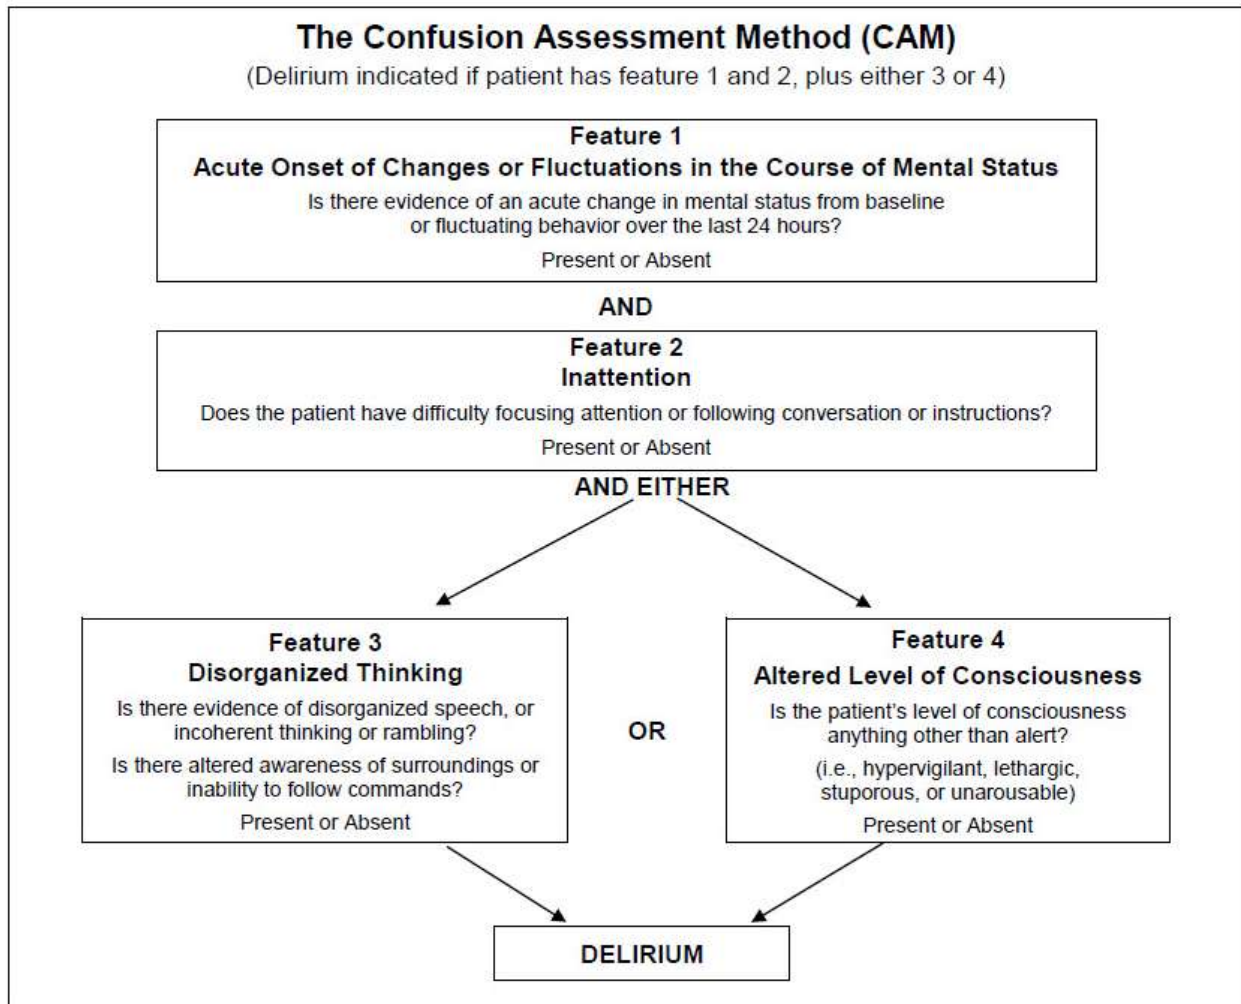 The Confusion Assessment Method (CAM)
(Delirium indicated if patient has feature 1 and 2, plus either 3 or 4)
Feature 1
Acute Onset of Changes or Fluctuations in the Course of Mental Status
Is there evidence of an acute change in mental status from baseline
or fluctuating behavior over the last 24 hours?
Present or Absent
AND
Feature 2
Inattention
Does the patient have difficulty focusing attention or following conversation or instructions?
Present or Absent
AND EITHER
Feature 3
Disorganized Thinking
Is there evidence of disorganized speech, or
incoherent thinking or rambling?
Is there altered awareness of surroundings or
inability to follow commands?
Present or Absent
OR
Feature 4
Altered Level of Consciousness
Is the patient's level of consciousness
anything other than alert?
(i.e., hypervigilant, lethargic,
stuporous, or unarousable)
Present or Absent
DELIRIUM